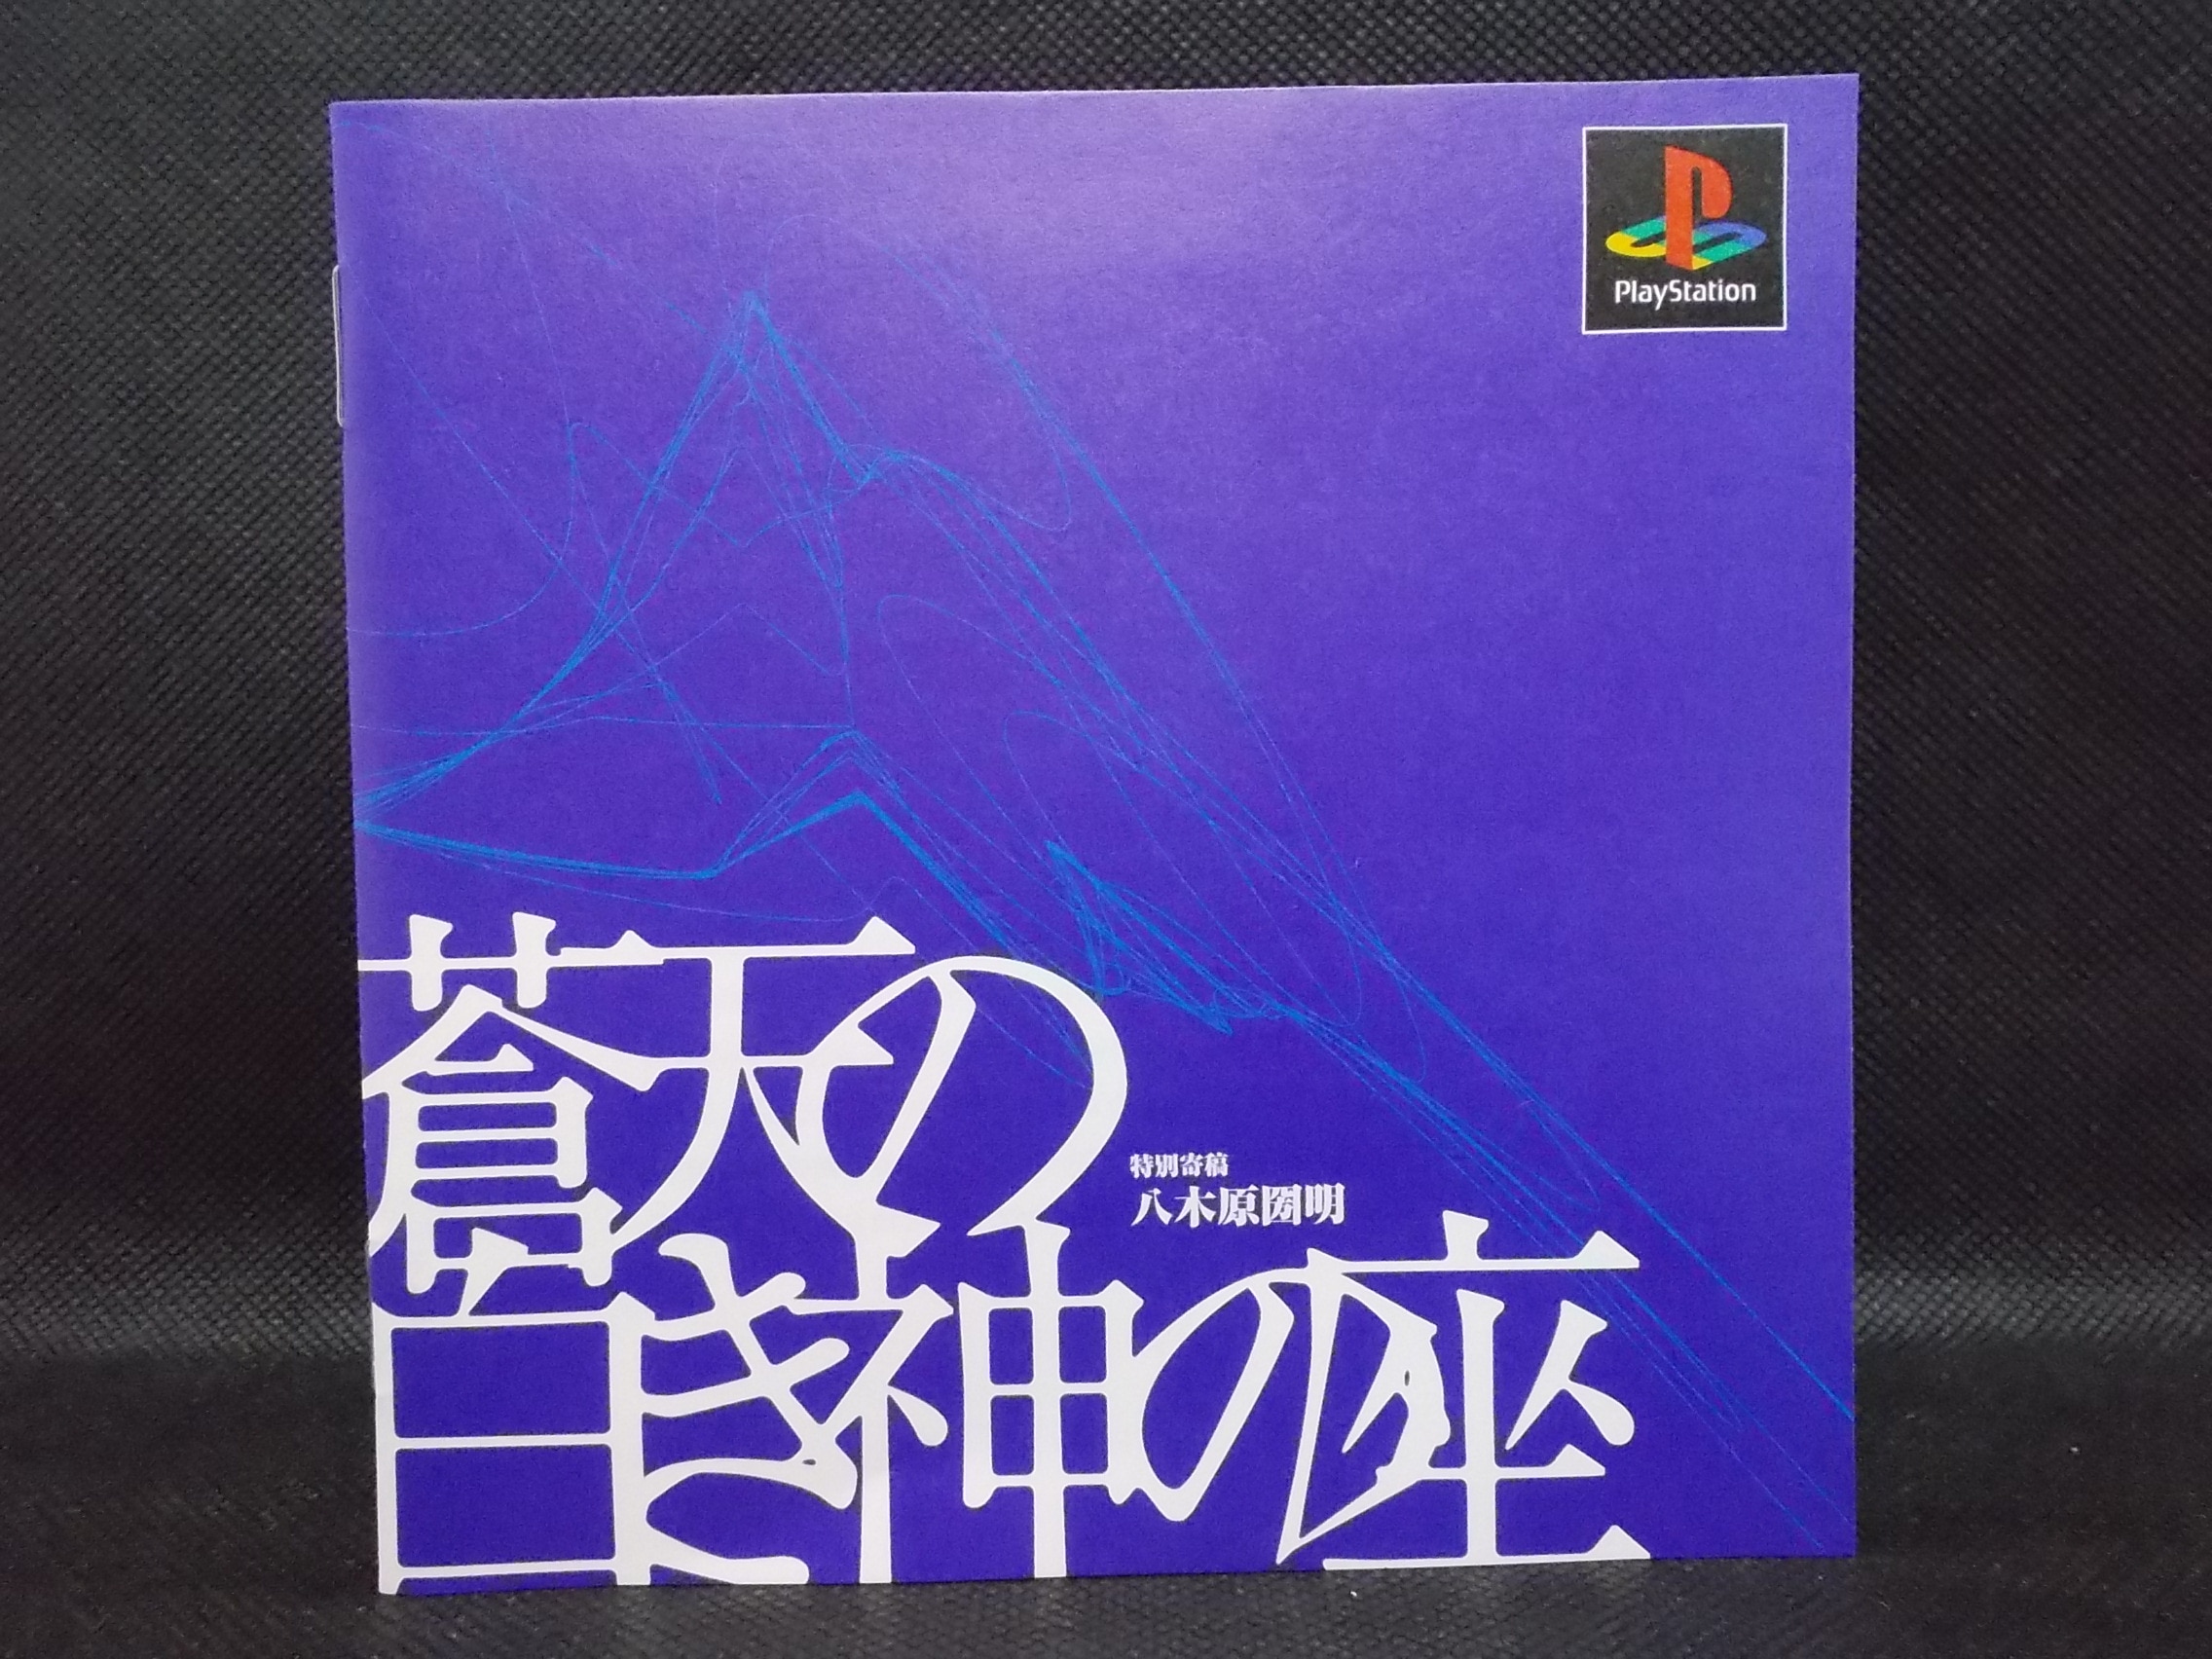 PlayStation
蒼天の
特別寄稿
八木原圀明
白き神の座